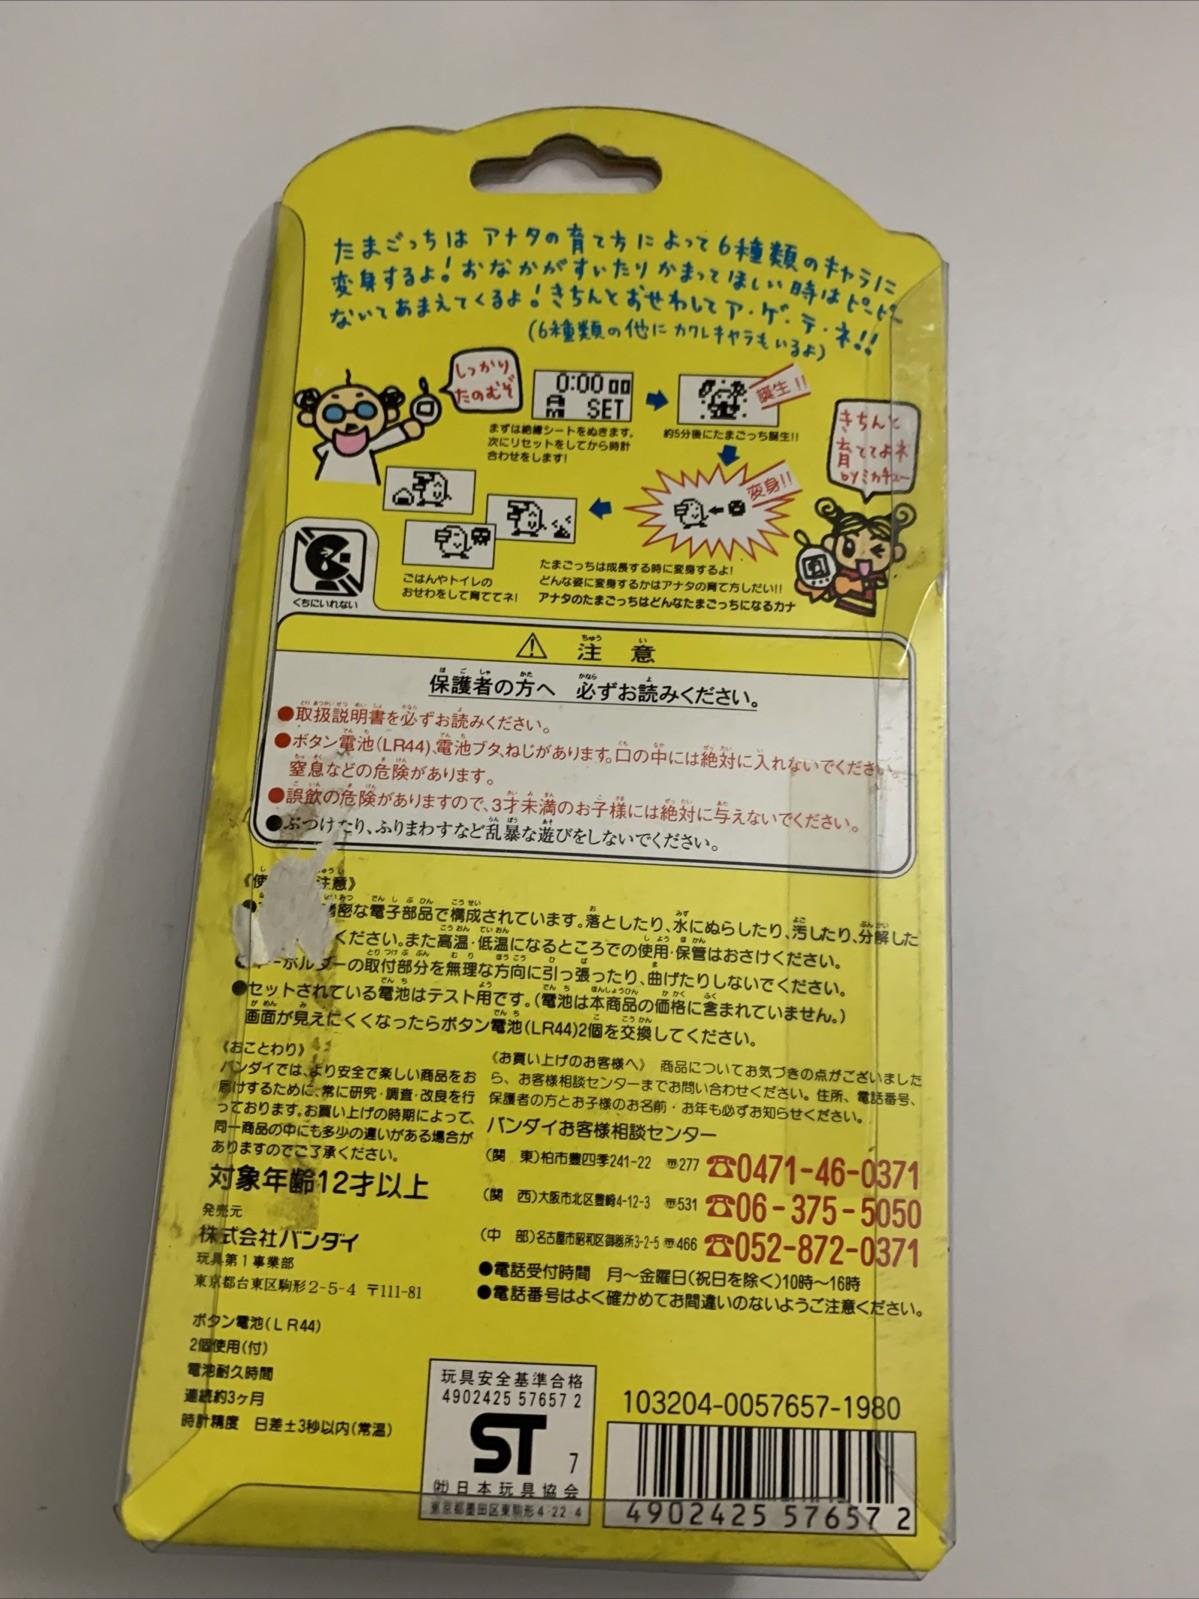 たまごっちは アナタの育て方によって6種類のキャラに
変身するよ！おなかがすいたり かまってほしい時はピーピー
ないてあまえてくるよ！きちんとおせわしてア・ゲ・テ・ネ!!
(6種類の他に カクレキャラもいるよ)
しっかり
たのむぞ
0:00 00
AM SET
まずは絶縁シートをぬきます。
次にリセットをしてから時計
合わせをします!
誕生!!
約5分後にたまごっち誕生!!
きちんと
育ててよネ
by ミカチュー
変身!!
ごはんやトイレの
おせわをして育ててネ!
たまごっちは成長する時に変身するよ!
どんな姿に変身するかはアナタの育て方しだい!!
アナタのたまごっちはどんなたまごっちになるカナ
くちにいれない
⚠ 注意
保護者の方へ 必ずお読みください。
●取扱説明書を必ずお読みください。
●ボタン電池(LR44)、電池ブタ、ねじがあります。口の中には絶対に入れないでください。
窒息などの危険があります。
●誤飲の危険がありますので、3才未満のお子様には絶対に与えないでください。
●ぶつけたり、ふりまわすなど乱暴な遊びをしないでください。
《使 注意》
密な電子部品で構成されています。落としたり、水にぬらしたり、汚したり、分解した
ください。また高温・低温になるところでの使用・保管はおさけください。
●キーホルダーの取付部分を無理な方向に引っ張ったり、曲げたりしないでください。
●セットされている電池はテスト用です。(電池は本商品の価格に含まれていません。)
画面が見えにくくなったらボタン電池(LR44)2個を交換してください。
《おことわり》
バンダイでは、より安全で楽しい商品をお
届けするために、常に研究・調査・改良を行
っております。お買い上げの時期によって、
同一商品の中にも多少の違いがある場合が
ありますのでご了承ください。
対象年齢12才以上
発売元
株式会社バンダイ
玩具第1事業部
東京都台東区駒形2-5-4 〒111-81
ボタン電池(LR44)
2個使用(付)
電池耐久時間
連続約3ヶ月
時計精度 日差±3秒以内(常温)
《お買い上げのお客様へ》 商品についてお気づきの点がございました
ら、お客様相談センターまでお問い合わせください。住所、電話番号、
保護者の方とお子様のお名前・お年も必ずお知らせください。
バンダイお客様相談センター
(関 東)柏市豊四季241-22 〒277 ☎0471-46-0371
(関 西)大阪市北区豊崎4-12-3 〒531 ☎06-375-5050
(中 部)名古屋市昭和区御器所3-2-5 〒466 ☎052-872-0371
●電話受付時間 月〜金曜日(祝日を除く)10時〜16時
●電話番号はよく確かめてお間違いのないようご注意ください。
玩具安全基準合格
4902425 57657 2
ST 7
(社)日本玩具協会
東京都墨田区東駒形4-22-4
103204-0057657-1980
4902425 57657 2